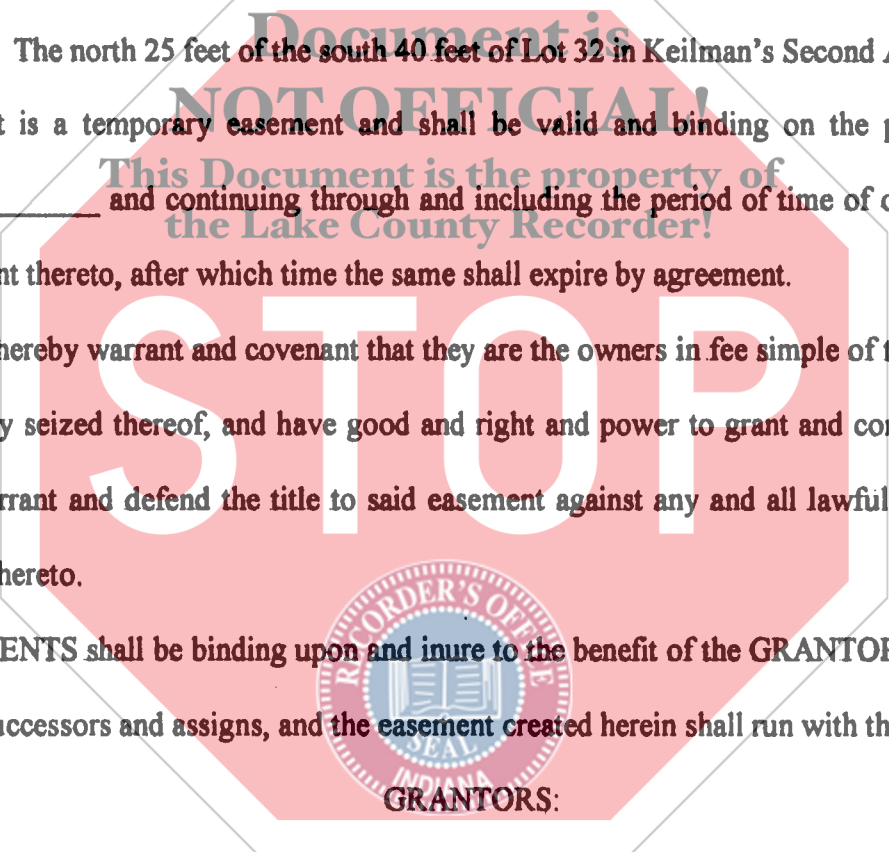 Document is
The north 25 feet of the south 40 feet of Lot 32 in Keilman's Second
NOT OFFICIAL!
is a temporary easement and shall be valid and binding on the
This Document is the property of
and continuing through and including the period of time of
the Lake County Recorder!
thereto, after which time the same shall expire by agreement.
STOP
hereby warrant and covenant that they are the owners in fee simple of
seized thereof, and have good and right and power to grant and
and defend the title to said easement against any and all lawful
hereto.
RECORDER'S OFFICE
ENTS shall be binding upon and inure to the benefit of the GRANTOR
uccessors and assigns, and the easement created herein shall run with
SEAL
INDIANA
GRANTORS: